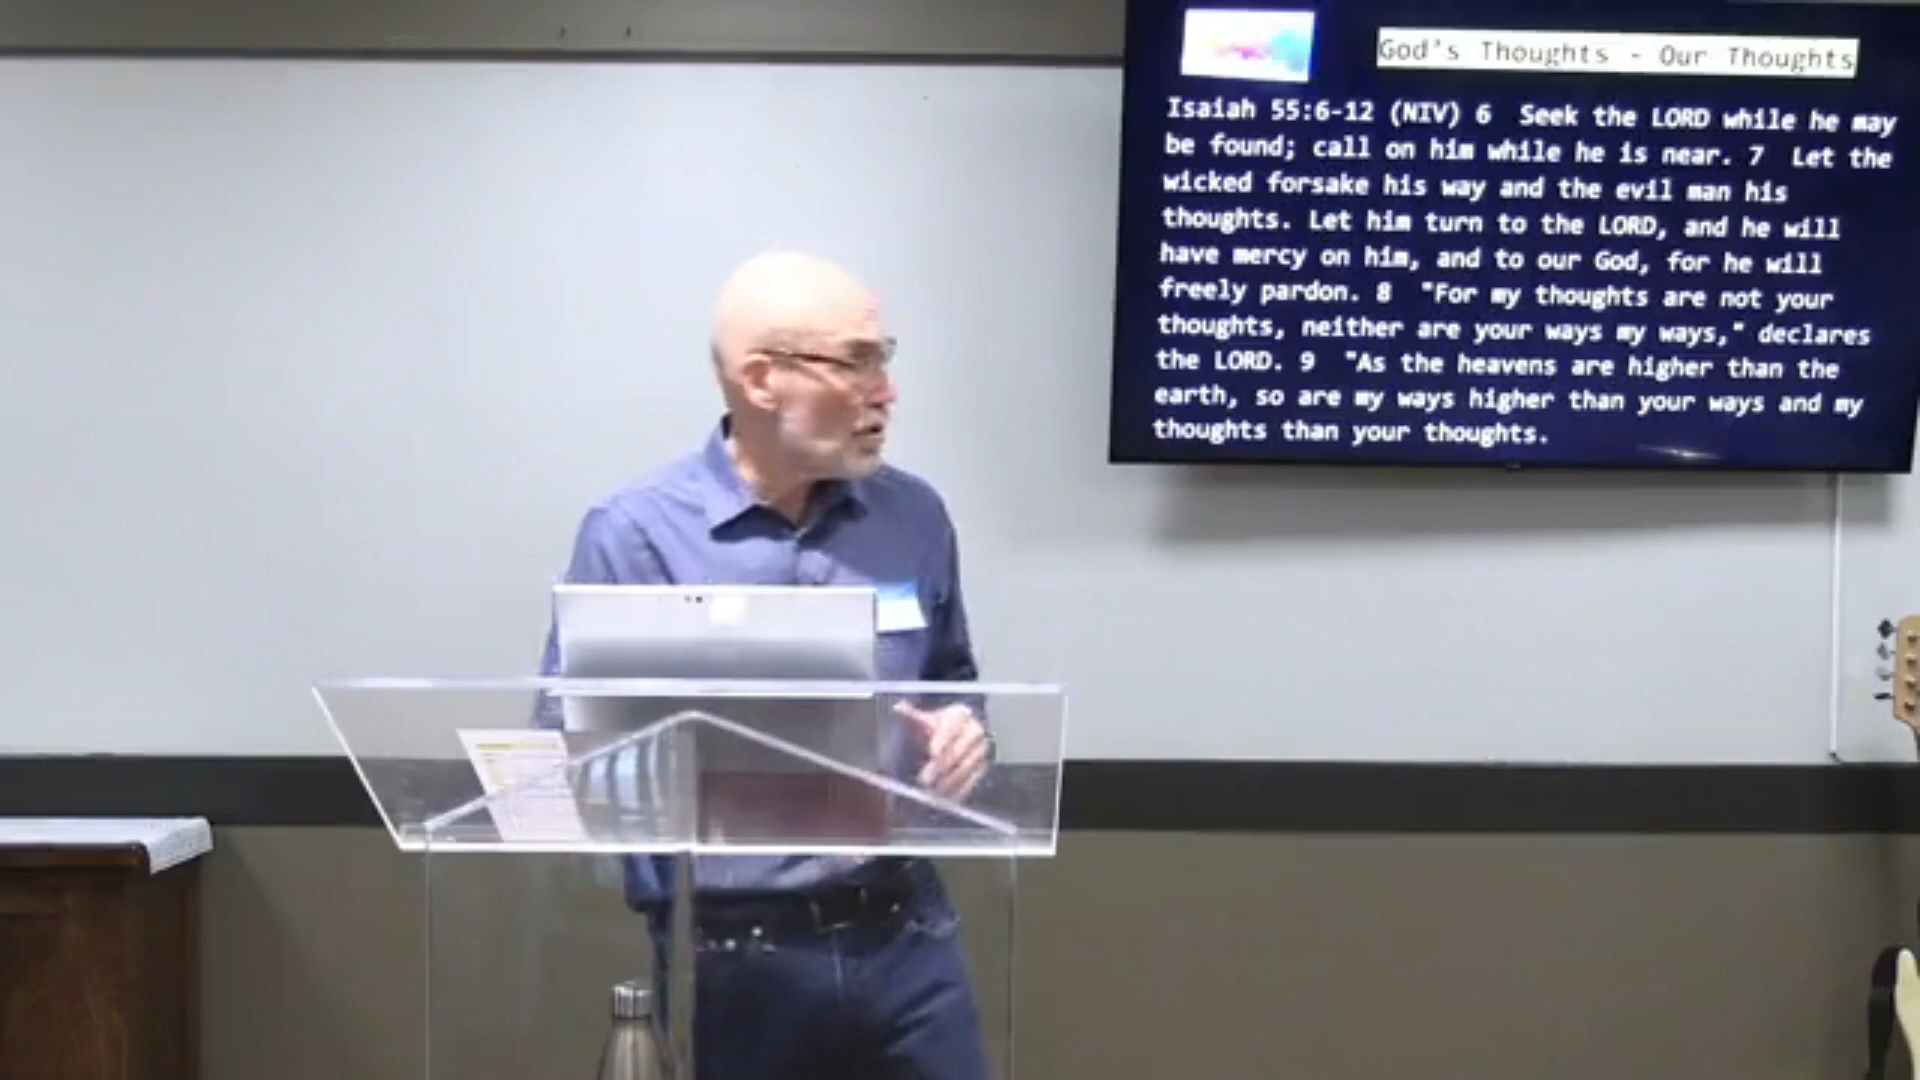 God's Thoughts - Our Thoughts
Isaiah 55:6-12 (NIV) 6 Seek the LORD while he may
be found; call on him while he is near. 7 Let the
wicked forsake his way and the evil man his
thoughts. Let him turn to the LORD, and he will
have mercy on him, and to our God, for he will
freely pardon. 8 "For my thoughts are not your
thoughts, neither are your ways my ways," declares
the LORD. 9 "As the heavens are higher than the
earth, so are my ways higher than your ways and my
thoughts than your thoughts.